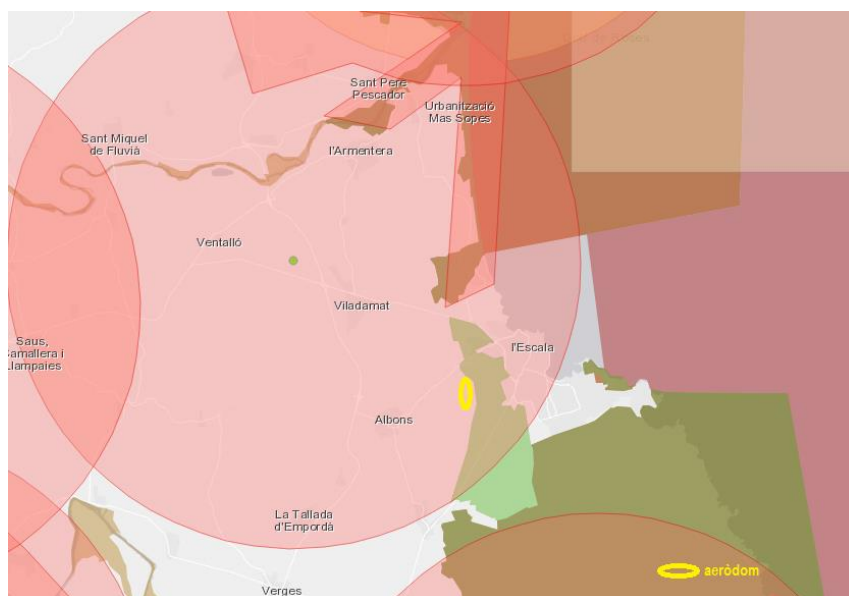 Sant Pere
Pescador
Urbanització
Mas Sopes
Sant Miquel
de Fluvià
l'Armentera
Ventalló
Viladamat
Saus,
Camallera i
Llampaies
l'Escala
Albons
La Tallada
d'Empordà
Verges
aeròdom